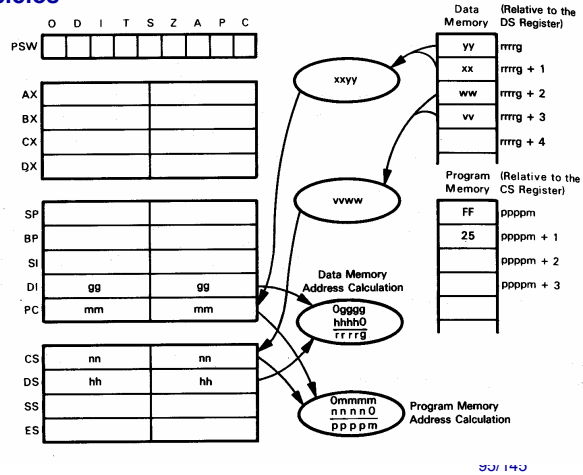 O D I T S Z A P C
PSW
AX
BX
CX
DX
SP
BP
SI
DI gg gg
PC mm mm
CS nn nn
DS hh hh
SS
ES
xxyy
vvww
Data Memory
Address Calculation
0gggg
hhhh0
rrrrg
0mmmm
nnnn0
ppppm
Program Memory
Address Calculation
Data
Memory
(Relative to the
DS Register)
yy rrrrg
xx rrrrg + 1
ww rrrrg + 2
vv rrrrg + 3
rrrrg + 4
Program
Memory
(Relative to the
CS Register)
FF ppppm
25 ppppm + 1
ppppm + 2
ppppm + 3